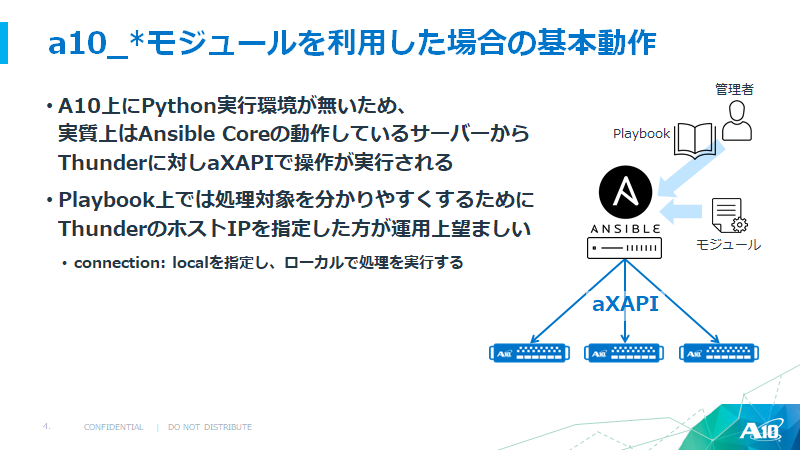 a10_*モジュールを利用した場合の基本動作
• A10上にPython実行環境が無いため、
実質上はAnsible Coreの動作しているサーバーから
Thunderに対しaXAPIで操作が実行される
• Playbook上では処理対象を分かりやすくするために
ThunderのホストIPを指定した方が運用上望ましい
• connection: localを指定し、ローカルで処理を実行する
管理者
Playbook
ANSIBLE
モジュール
aXAPI
A10
A10
A10
4.
CONFIDENTIAL | DO NOT DISTRIBUTE
A10